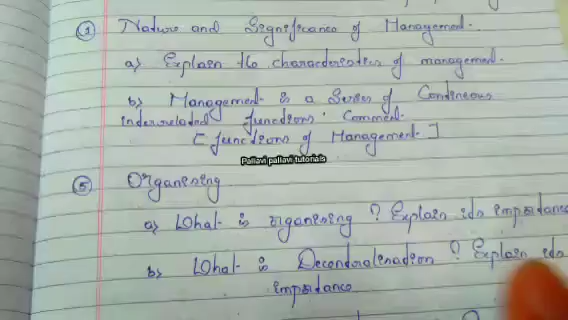 ① Nature and Significance of Management.
a) Explain the characteristics of management.
b) Management is a Series of Continuous
interrelated functions. Comment.
[functions of Management]
Pallavi pallavi tutorials
⑤ Organising
a) What is organising ? Explain its importance
b) What is Decentralisation ? Explain its
importance